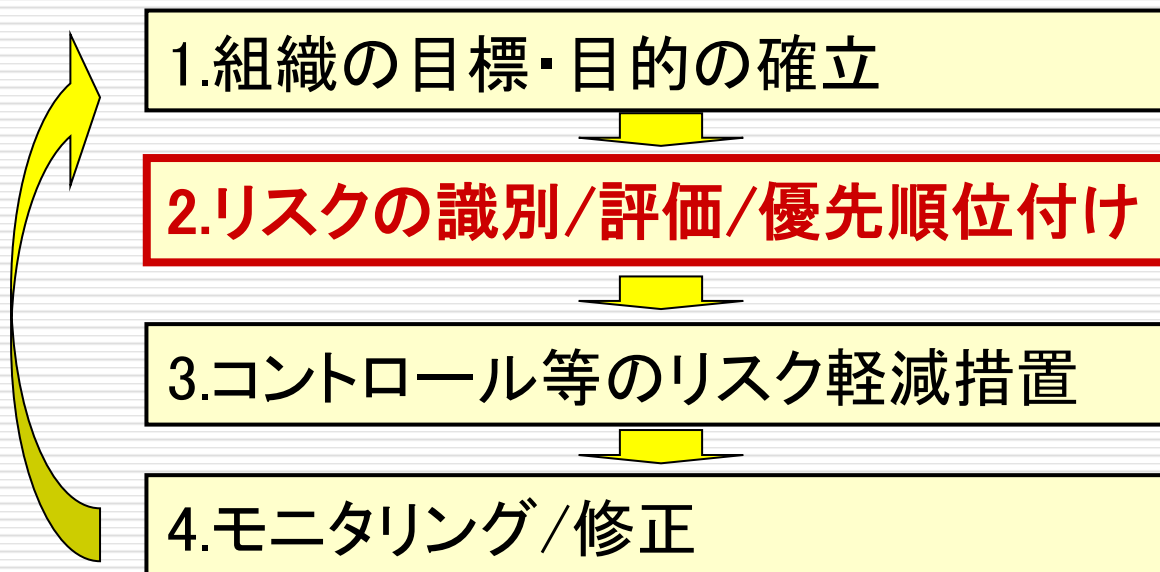 1.組織の目標・目的の確立
2.リスクの識別/評価/優先順位付け
3.コントロール等のリスク軽減措置
4.モニタリング/修正